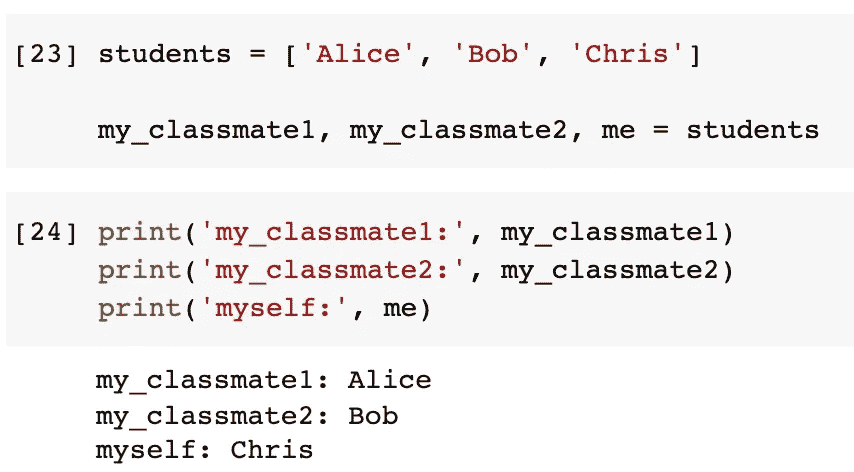 [23] students = ['Alice', 'Bob', 'Chris']
my_classmate1, my_classmate2, me = students
[24] print('my_classmate1:', my_classmate1)
print('my_classmate2:', my_classmate2)
print('myself:', me)
my_classmate1: Alice
my_classmate2: Bob
myself: Chris